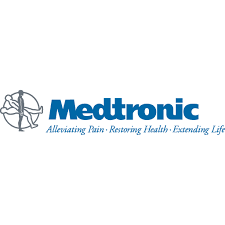 Medtronic
Alleviating Pain · Restoring Health · Extending Life